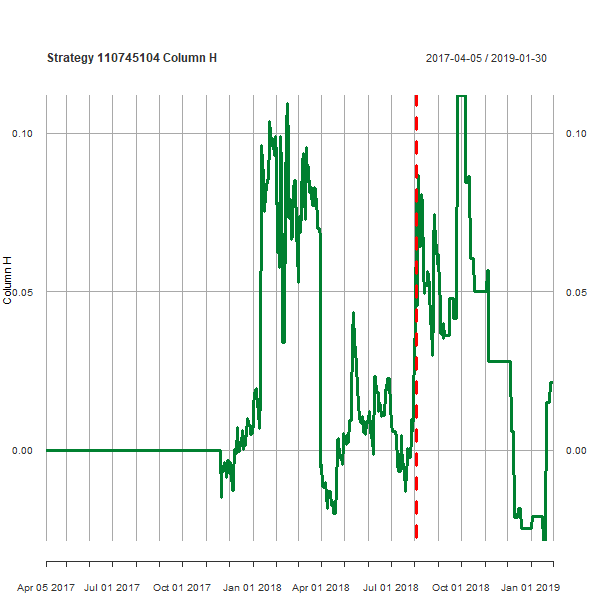 Strategy 110745104 Column H
2017-04-05 / 2019-01-30
0.10
0.10
0.05
0.05
0.00
0.00
Column H
Apr 05 2017
Jul 01 2017
Oct 01 2017
Jan 01 2018
Apr 01 2018
Jul 01 2018
Oct 01 2018
Jan 01 2019